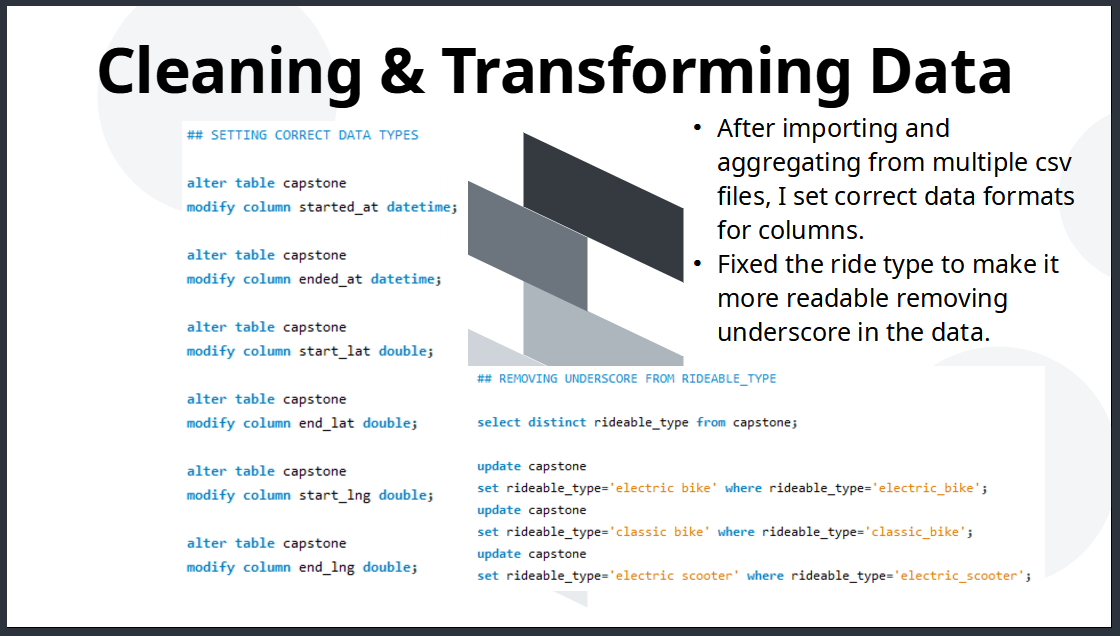 Cleaning & Transforming Data
## SETTING CORRECT DATA TYPES
alter table capstone
modify column started_at datetime;
alter table capstone
modify column ended_at datetime;
alter table capstone
modify column start_lat double;
alter table capstone
modify column end_lat double;
alter table capstone
modify column start_lng double;
alter table capstone
modify column end_lng double;
• After importing and
aggregating from multiple csv
files, I set correct data formats
for columns.
• Fixed the ride type to make it
more readable removing
underscore in the data.
## REMOVING UNDERSCORE FROM RIDEABLE_TYPE
select distinct rideable_type from capstone;
update capstone
set rideable_type='electric bike' where rideable_type='electric_bike';
update capstone
set rideable_type='classic bike' where rideable_type='classic_bike';
update capstone
set rideable_type='electric scooter' where rideable_type='electric_scooter';